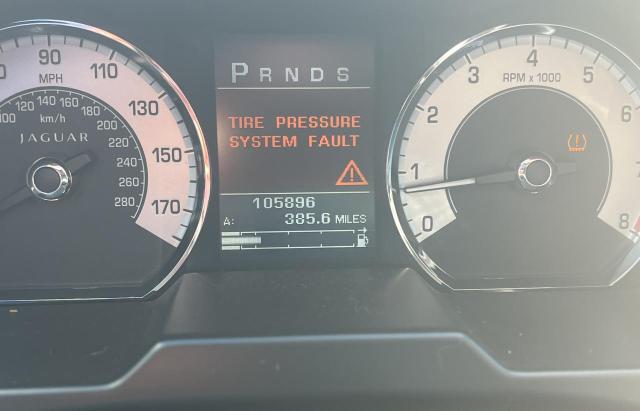 90
110
130
150
170
MPH
100 120 140 160 180 200 220 240 260 280
km/h
JAGUAR
P R N D S
TIRE PRESSURE
SYSTEM FAULT
105896
A: 385.6 MILES
0 1 2 3 4 5 6 8
RPM x 1000